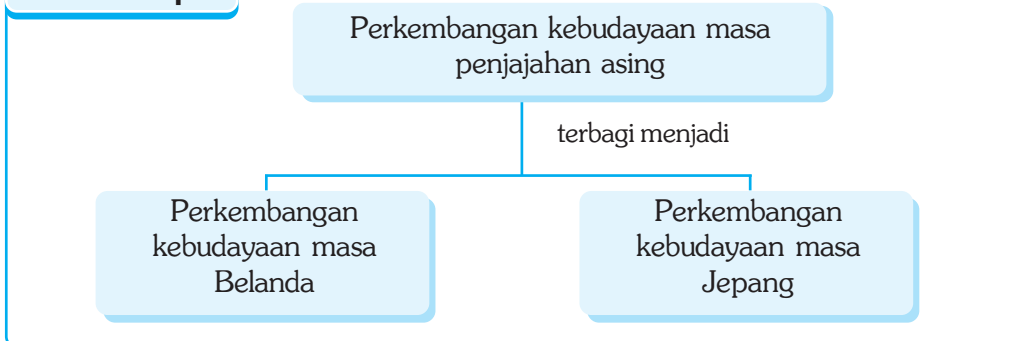 Perkembangan kebudayaan masa
penjajahan asing
terbagi menjadi
Perkembangan
kebudayaan masa
Belanda
Perkembangan
kebudayaan masa
Jepang